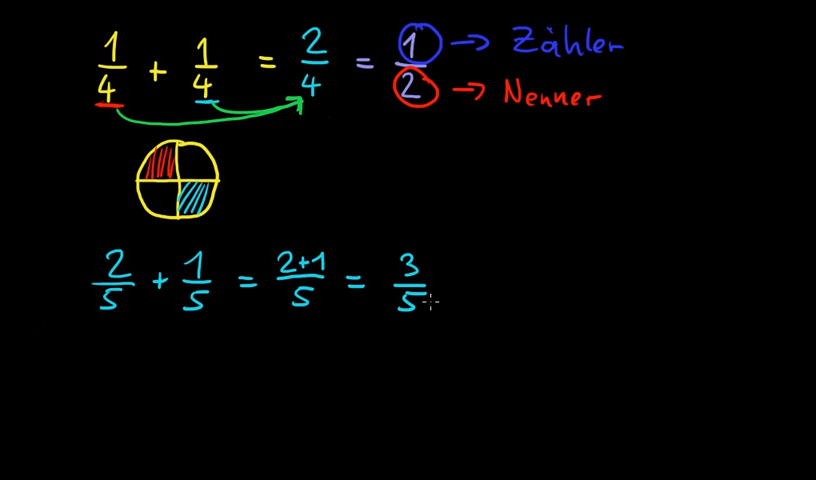 1/4 + 1/4 = 2/4 = 1/2
→ Zähler
→ Nenner
2/5 + 1/5 = 2+1/5 = 3/5